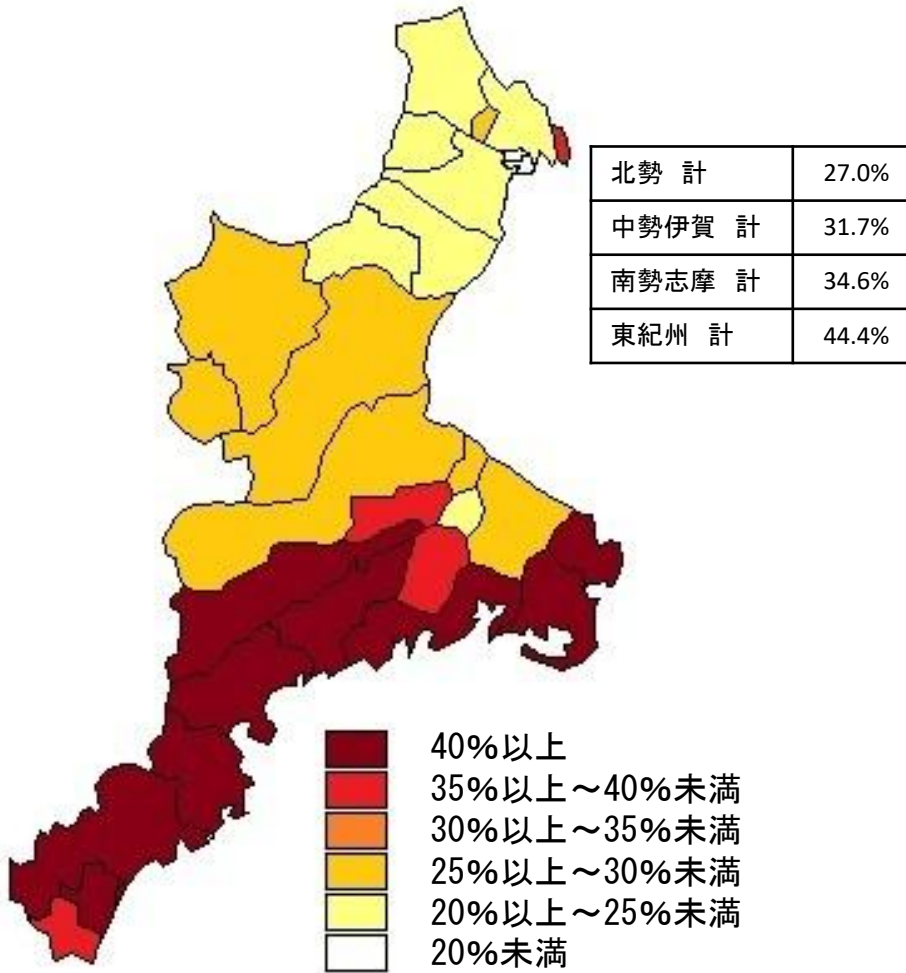 北勢 計 27.0%
中勢伊賀 計 31.7%
南勢志摩 計 34.6%
東紀州 計 44.4%
40%以上
35%以上～40%未満
30%以上～35%未満
25%以上～30%未満
20%以上～25%未満
20%未満